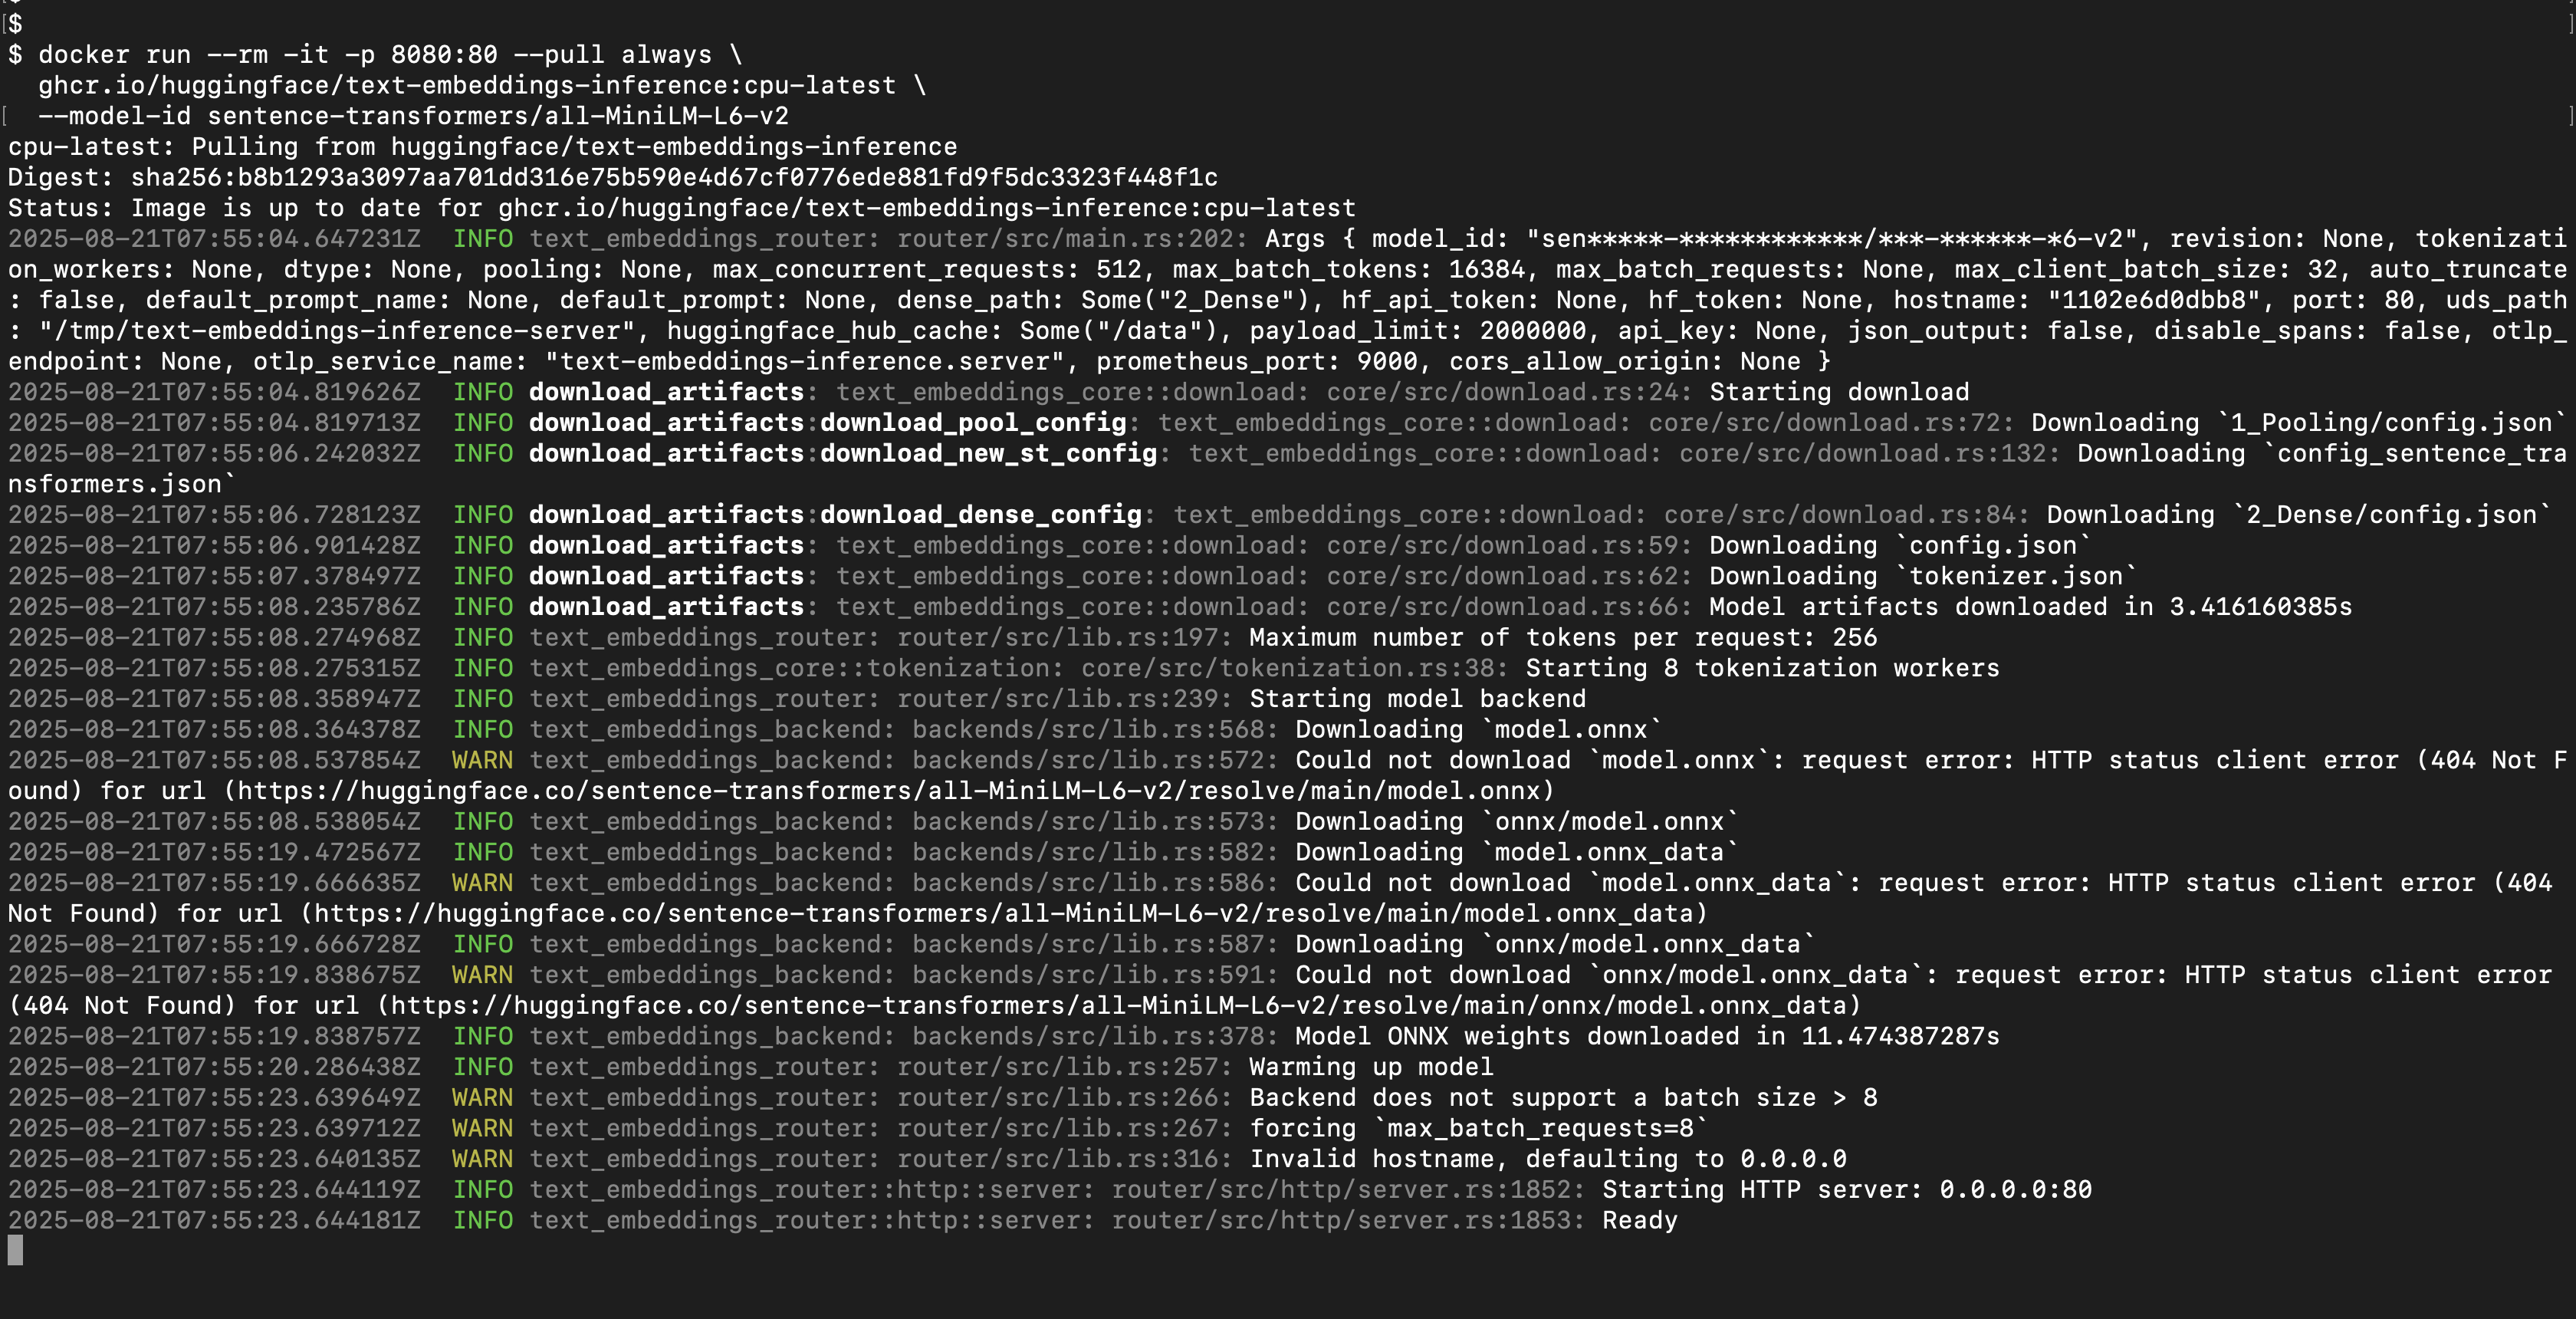 $
$ docker run --rm -it -p 8080:80 --pull always \
  ghcr.io/huggingface/text-embeddings-inference:cpu-latest \
  --model-id sentence-transformers/all-MiniLM-L6-v2
cpu-latest: Pulling from huggingface/text-embeddings-inference
Digest: sha256:b8b1293a3097aa701dd316e75b590e4d67cf0776ede881fd9f5dc3323f448f1c
Status: Image is up to date for ghcr.io/huggingface/text-embeddings-inference:cpu-latest
2025-08-21T07:55:04.647231Z  INFO text_embeddings_router: router/src/main.rs:202: Args { model_id: "sen*****-************/***-******-*6-v2", revision: None, tokenizati
on_workers: None, dtype: None, pooling: None, max_concurrent_requests: 512, max_batch_tokens: 16384, max_batch_requests: None, max_client_batch_size: 32, auto_truncate
: false, default_prompt_name: None, default_prompt: None, dense_path: Some("2_Dense"), hf_api_token: None, hf_token: None, hostname: "1102e6d0dbb8", port: 80, uds_path
: "/tmp/text-embeddings-inference-server", huggingface_hub_cache: Some("/data"), payload_limit: 2000000, api_key: None, json_output: false, disable_spans: false, otlp_
endpoint: None, otlp_service_name: "text-embeddings-inference.server", prometheus_port: 9000, cors_allow_origin: None }
2025-08-21T07:55:04.819626Z  INFO download_artifacts: text_embeddings_core::download: core/src/download.rs:24: Starting download
2025-08-21T07:55:04.819713Z  INFO download_artifacts:download_pool_config: text_embeddings_core::download: core/src/download.rs:72: Downloading `1_Pooling/config.json`
2025-08-21T07:55:06.242032Z  INFO download_artifacts:download_new_st_config: text_embeddings_core::download: core/src/download.rs:132: Downloading `config_sentence_tra
nsformers.json`
2025-08-21T07:55:06.728123Z  INFO download_artifacts:download_dense_config: text_embeddings_core::download: core/src/download.rs:84: Downloading `2_Dense/config.json`
2025-08-21T07:55:06.901428Z  INFO download_artifacts: text_embeddings_core::download: core/src/download.rs:59: Downloading `config.json`
2025-08-21T07:55:07.378497Z  INFO download_artifacts: text_embeddings_core::download: core/src/download.rs:62: Downloading `tokenizer.json`
2025-08-21T07:55:08.235786Z  INFO download_artifacts: text_embeddings_core::download: core/src/download.rs:66: Model artifacts downloaded in 3.416160385s
2025-08-21T07:55:08.274968Z  INFO text_embeddings_router: router/src/lib.rs:197: Maximum number of tokens per request: 256
2025-08-21T07:55:08.275315Z  INFO text_embeddings_core::tokenization: core/src/tokenization.rs:38: Starting 8 tokenization workers
2025-08-21T07:55:08.358947Z  INFO text_embeddings_router: router/src/lib.rs:239: Starting model backend
2025-08-21T07:55:08.364378Z  INFO text_embeddings_backend: backends/src/lib.rs:568: Downloading `model.onnx`
2025-08-21T07:55:08.537854Z  WARN text_embeddings_backend: backends/src/lib.rs:572: Could not download `model.onnx`: request error: HTTP status client error (404 Not F
ound) for url (https://huggingface.co/sentence-transformers/all-MiniLM-L6-v2/resolve/main/model.onnx)
2025-08-21T07:55:08.538054Z  INFO text_embeddings_backend: backends/src/lib.rs:573: Downloading `onnx/model.onnx`
2025-08-21T07:55:19.472567Z  INFO text_embeddings_backend: backends/src/lib.rs:582: Downloading `model.onnx_data`
2025-08-21T07:55:19.666635Z  WARN text_embeddings_backend: backends/src/lib.rs:586: Could not download `model.onnx_data`: request error: HTTP status client error (404
Not Found) for url (https://huggingface.co/sentence-transformers/all-MiniLM-L6-v2/resolve/main/model.onnx_data)
2025-08-21T07:55:19.666728Z  INFO text_embeddings_backend: backends/src/lib.rs:587: Downloading `onnx/model.onnx_data`
2025-08-21T07:55:19.838675Z  WARN text_embeddings_backend: backends/src/lib.rs:591: Could not download `onnx/model.onnx_data`: request error: HTTP status client error
(404 Not Found) for url (https://huggingface.co/sentence-transformers/all-MiniLM-L6-v2/resolve/main/onnx/model.onnx_data)
2025-08-21T07:55:19.838757Z  INFO text_embeddings_backend: backends/src/lib.rs:378: Model ONNX weights downloaded in 11.474387287s
2025-08-21T07:55:20.286438Z  INFO text_embeddings_router: router/src/lib.rs:257: Warming up model
2025-08-21T07:55:23.639649Z  WARN text_embeddings_router: router/src/lib.rs:266: Backend does not support a batch size > 8
2025-08-21T07:55:23.639712Z  WARN text_embeddings_router: router/src/lib.rs:267: forcing `max_batch_requests=8`
2025-08-21T07:55:23.640135Z  WARN text_embeddings_router: router/src/lib.rs:316: Invalid hostname, defaulting to 0.0.0.0
2025-08-21T07:55:23.644119Z  INFO text_embeddings_router::http::server: router/src/http/server.rs:1852: Starting HTTP server: 0.0.0.0:80
2025-08-21T07:55:23.644181Z  INFO text_embeddings_router::http::server: router/src/http/server.rs:1853: Ready